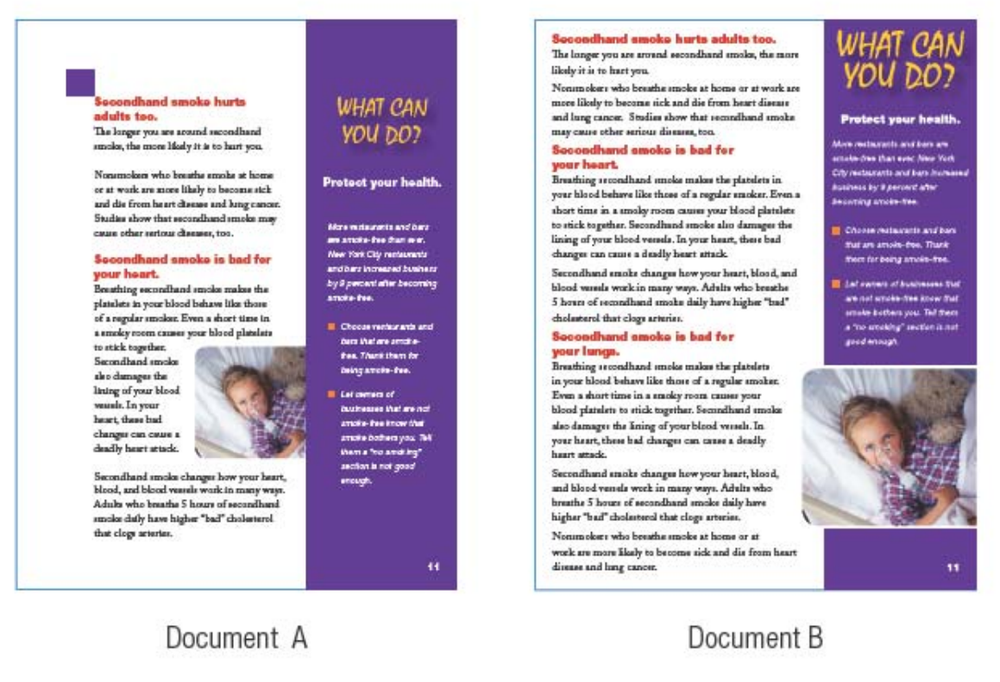 Secondhand smoke hurts
adults too.
The longer you are around secondhand
smoke, the more likely it is to hurt you.
Nonsmokers who breathe smoke at home
or at work are more likely to become sick
and die from heart disease and lung cancer.
Studies show that secondhand smoke may
cause other serious diseases, too.
Secondhand smoke is bad for
your heart.
Breathing secondhand smoke makes the
platelets in your blood behave like those
of a regular smoker. Even a short time in
a smoky room causes your blood platelets
to stick together.
Secondhand smoke
also damages the
lining of your blood
vessels. In your
heart, these bad
changes can cause a
deadly heart attack.
Secondhand smoke changes how your heart,
blood, and blood vessels work in many ways.
Adults who breathe 5 hours of secondhand
smoke daily have higher "bad" cholesterol
that clogs arteries.
WHAT CAN
YOU DO?
Protect your health.
More restaurants and bars
are smoke-free than ever.
New York City restaurants
and bars increased business
by 9 percent after becoming
smoke-free.
Choose restaurants and
bars that are smoke-
free. Thank them for
being smoke-free.
Let owners of
businesses that are not
smoke-free know that
smoke bothers you. Tell
them a "no smoking"
section is not good
enough.
11
Document A
Secondhand smoke hurts adults too.
The longer you are around secondhand smoke, the more
likely it is to hurt you.
Nonsmokers who breathe smoke at home or at work are
more likely to become sick and die from heart disease
and lung cancer. Studies show that secondhand smoke
may cause other serious diseases, too.
Secondhand smoke is bad for
your heart.
Breathing secondhand smoke makes the platelets in
your blood behave like those of a regular smoker. Even a
short time in a smoky room causes your blood platelets
to stick together. Secondhand smoke also damages the
lining of your blood vessels. In your heart, these bad
changes can cause a deadly heart attack.
Secondhand smoke changes how your heart, blood, and
blood vessels work in many ways. Adults who breathe
5 hours of secondhand smoke daily have higher "bad"
cholesterol that clogs arteries.
Secondhand smoke is bad for
your lungs.
Breathing secondhand smoke makes the platelets
in your blood behave like those of a regular smoker.
Even a short time in a smoky room causes your
blood platelets to stick together. Secondhand smoke
also damages the lining of your blood vessels. In
your heart, these bad changes can cause a deadly
heart attack.
Secondhand smoke changes how your heart, blood,
and blood vessels work in many ways. Adults who
breathe 5 hours of secondhand smoke daily have
higher "bad" cholesterol that clogs arteries.
Nonsmokers who breathe smoke at home or at
work are more likely to become sick and die from heart
disease and lung cancer.
WHAT CAN
YOU DO?
Protect your health.
More restaurants and bars are
smoke-free than ever. New York
City restaurants and bars increased
business by 9 percent after
becoming smoke-free.
Choose restaurants and bars
that are smoke-free. Thank
them for being smoke-free.
Let owners of businesses that
are not smoke-free know that
smoke bothers you. Tell them
a "no smoking" section is not
good enough.
11
Document B